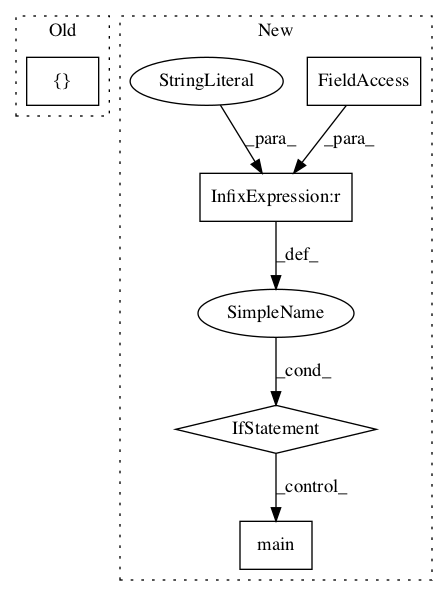 Old
New
{}
StringLiteral
FieldAccess
_para_
_para_
InfixExpression:r
_def_
SimpleName
_cond_
IfStatement
_control_
main